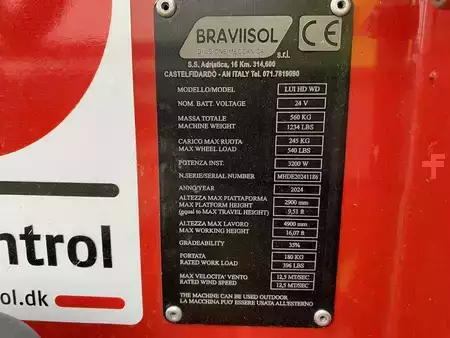 BRAVIISOL
DIVISIONE MECCANICA
s.r.l.
CE
S.S. Adriatica, 16 Km. 314,600
CASTELFIDARDO - AN ITALY Tel. 071.7819090
MODELLO/MODEL LUI HD WD
NOM. BATT. VOLTAGE 24 V
MASSA TOTALE 560 KG
MACHINE WEIGHT 1234 LBS
CARICO MAX RUOTA 245 KG
MAX WHEEL LOAD 540 LBS
POTENZA INST. 3200 W
N.SERIE/SERIAL NUMBER MHDE20241186
ANNO/YEAR 2024
ALTEZZA MAX PIATTAFORMA 2900 mm
MAX PLATFORM HEIGHT 9,51 ft
(equal to MAX TRAVEL HEIGHT)
ALTEZZA MAX LAVORO 4900 mm
MAX WORKING HEIGHT 16,07 ft
GRADEABILITY 35%
PORTATA 180 KG
RATED WORK LOAD 396 LBS
MAX VELOCITA' VENTO 12,5 MT/SEC
RATED WIND SPEED 12,5 MT/SEC
THE MACHINE CAN BE USED OUTDOOR
LA MACCHINA PUO' ESSERE USATA ALL'ESTERNO
ntrol
ol.dk